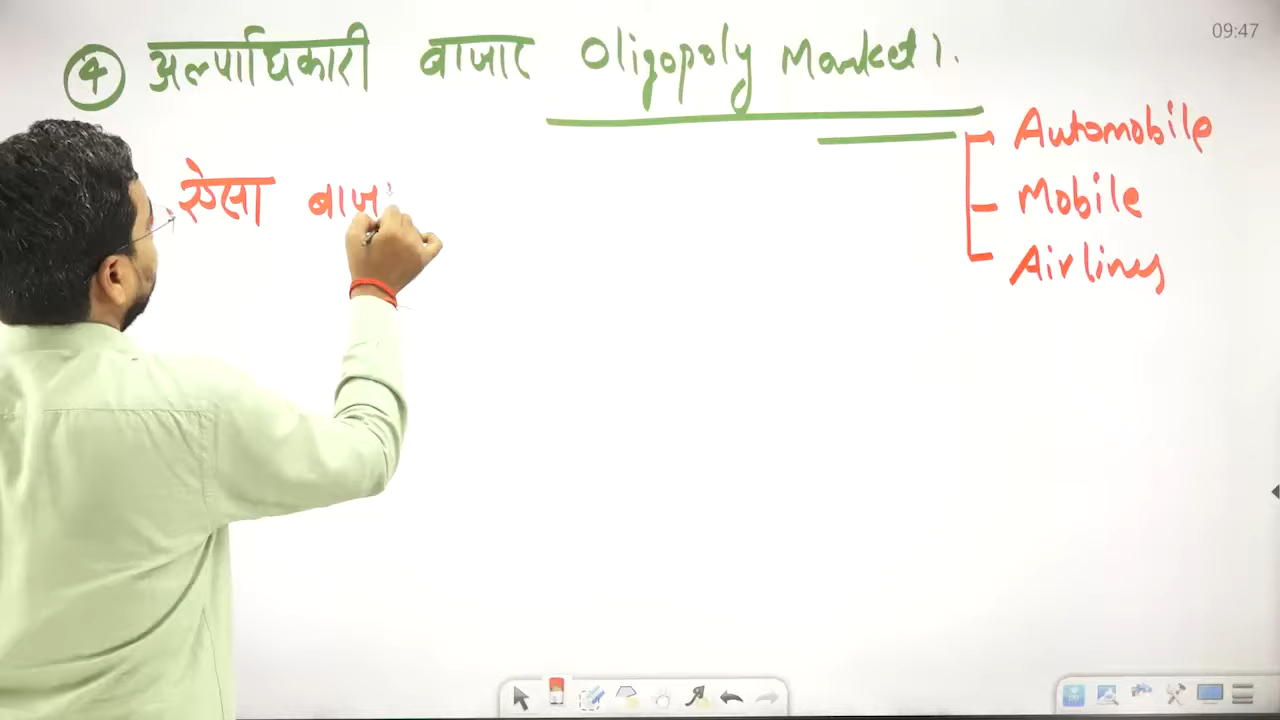 09:47
④ अल्पाधिकारी बाजार Oligopoly Market ).
Automobile
ऐसा बाज
Mobile
Airlines